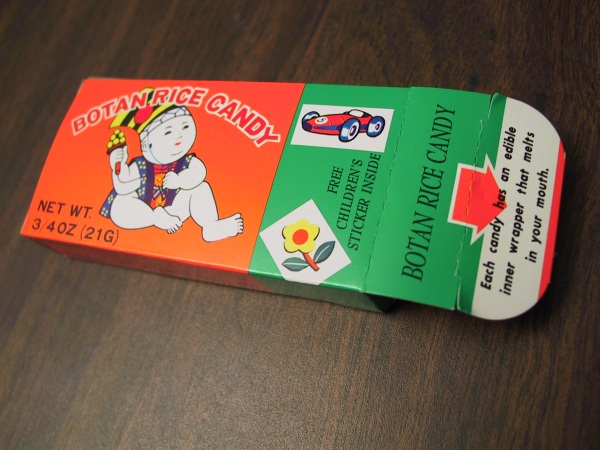 BOTAN RICE CANDY
NET WT.
3/4OZ (21G)
FREE
CHILDREN'S
STICKER INSIDE
BOTAN RICE CANDY
Each candy has an edible
inner wrapper that melts
in your mouth.